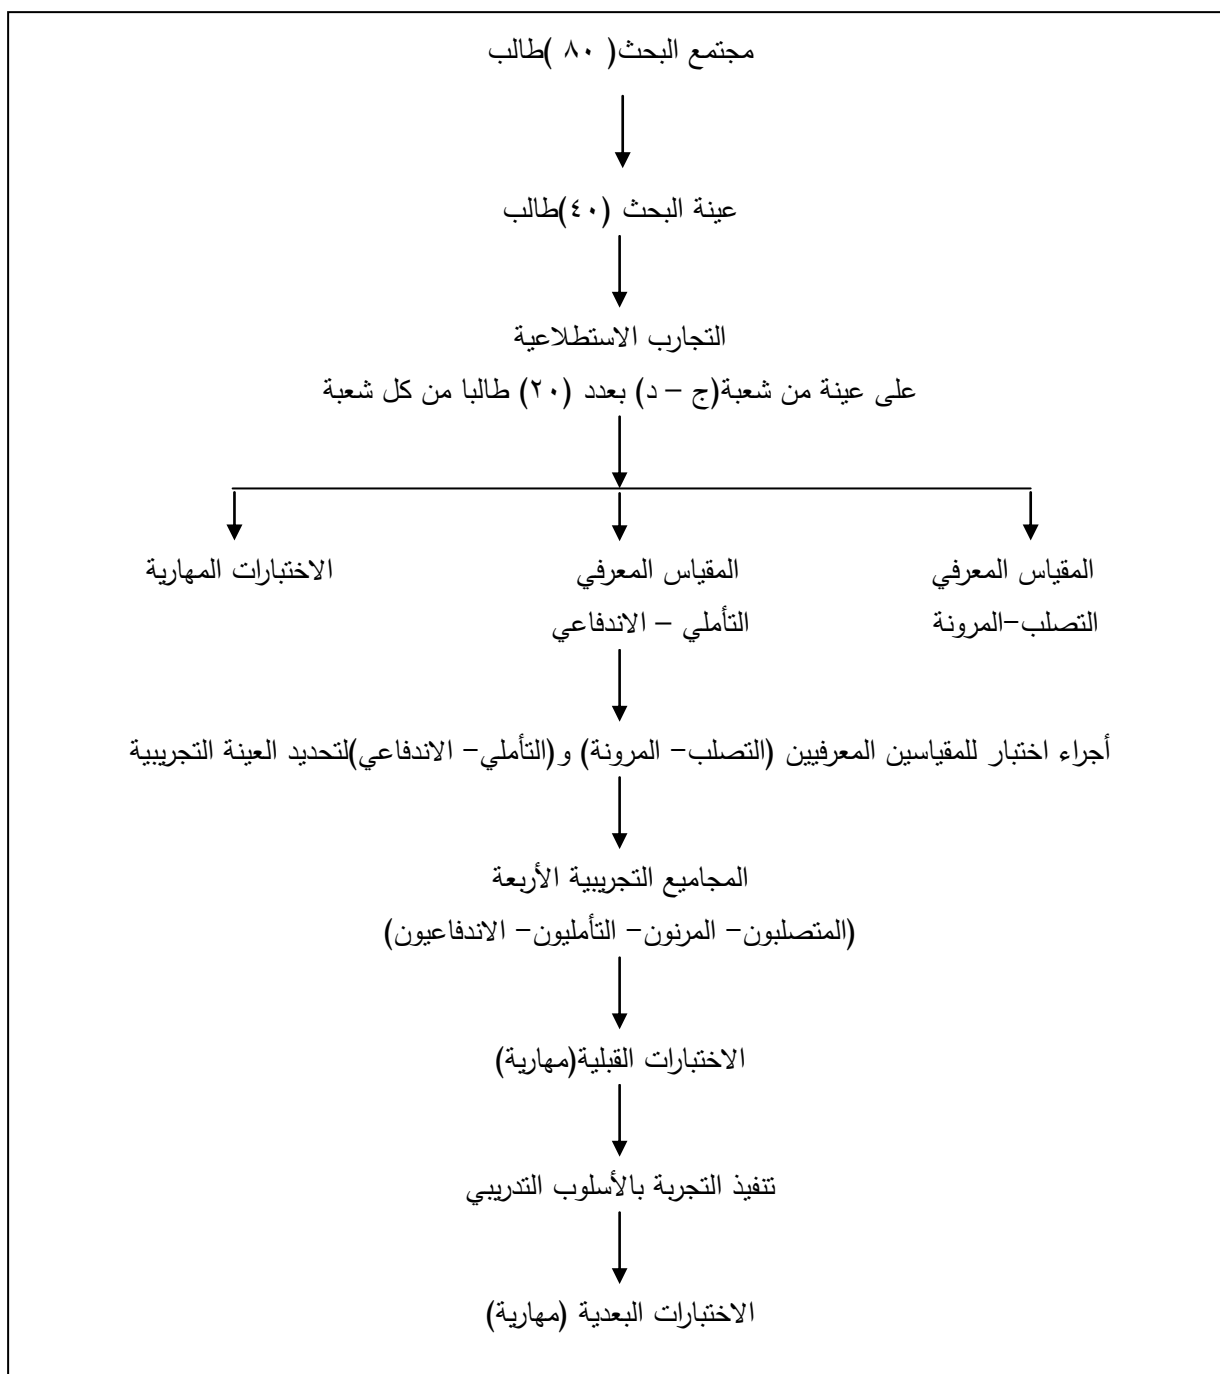 مجتمع البحث( ٨٠ )طالب
عينة البحث (٤٠)طالب
التجارب الاستطلاعية
على عينة من شعبة(ج – د) بعدد (٢٠) طالبا من كل شعبة
المقياس المعرفي
التصلب-المرونة
المقياس المعرفي
التأملي – الاندفاعي
الاختبارات المهارية
أجراء اختبار للمقياسين المعرفيين (التصلب- المرونة) و(التأملي- الاندفاعي)لتحديد العينة التجريبية
المجاميع التجريبية الأربعة
(المتصلبون- المرنون- التأمليون- الاندفاعيون)
الاختبارات القبلية(مهارية)
تنفيذ التجربة بالأسلوب التدريبي
الاختبارات البعدية (مهارية)